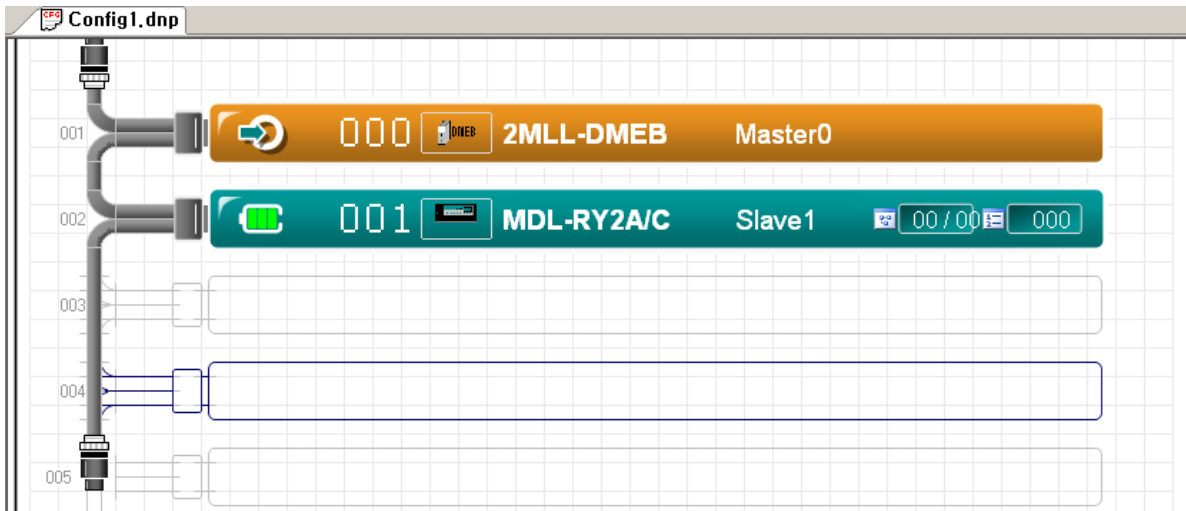 CFG Config1.dnp
001 000 DMEB 2MLL-DMEB Master0
002 001 MDL-RY2A/C Slave1 00/00 000
003
004
005